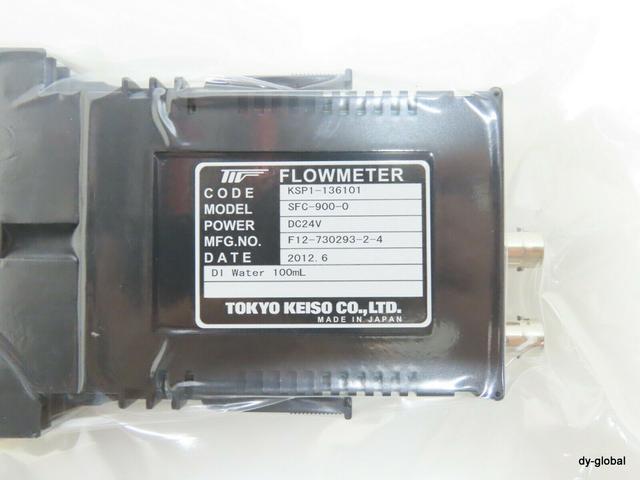 FLOWMETER
CODE KSP1-136101
MODEL SFC-900-0
POWER DC24V
MFG.NO. F12-730293-2-4
DATE 2012.6
DI Water 100mL
TOKYO KEISO CO.,LTD.
MADE IN JAPAN
dy-global